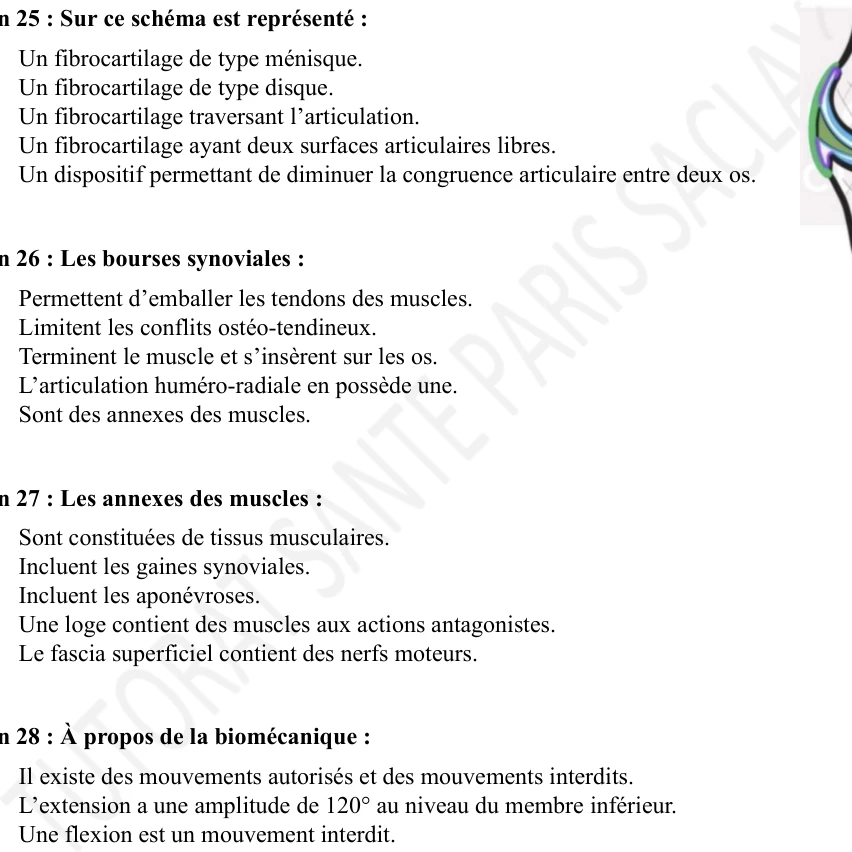 n 25 : Sur ce schéma est représenté :
Un fibrocartilage de type ménisque.
Un fibrocartilage de type disque.
Un fibrocartilage traversant l’articulation.
Un fibrocartilage ayant deux surfaces articulaires libres.
Un dispositif permettant de diminuer la congruence articulaire entre deux os.
n 26 : Les bourses synoviales :
Permettent d’emballer les tendons des muscles.
Limitent les conflits ostéo-tendineux.
Terminent le muscle et s’insèrent sur les os.
L’articulation huméro-radiale en possède une.
Sont des annexes des muscles.
n 27 : Les annexes des muscles :
Sont constituées de tissus musculaires.
Incluent les gaines synoviales.
Incluent les aponévroses.
Une loge contient des muscles aux actions antagonistes.
Le fascia superficiel contient des nerfs moteurs.
n 28 : À propos de la biomécanique :
Il existe des mouvements autorisés et des mouvements interdits.
L’extension a une amplitude de 120° au niveau du membre inférieur.
Une flexion est un mouvement interdit.
TUTORAT SANTE PARIS SACLAY